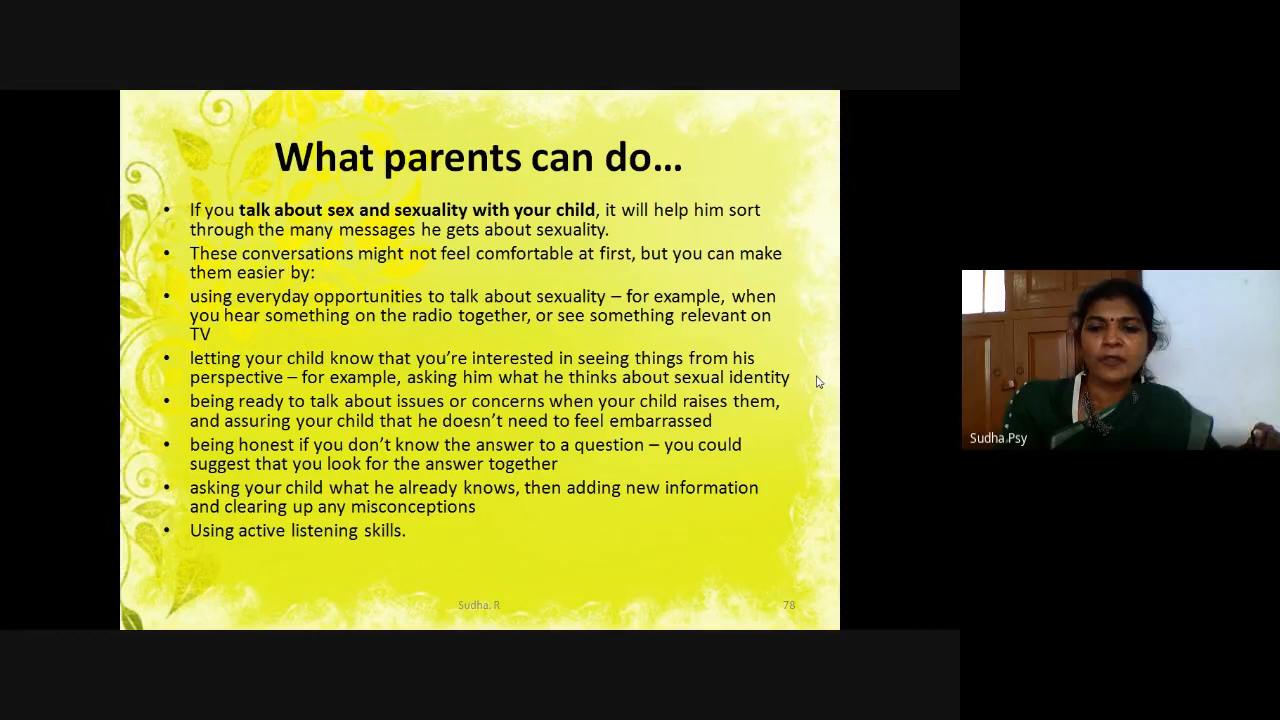 What parents can do...
• If you talk about sex and sexuality with your child, it will help him sort
through the many messages he gets about sexuality.
• These conversations might not feel comfortable at first, but you can make
them easier by:
• using everyday opportunities to talk about sexuality – for example, when
you hear something on the radio together, or see something relevant on
TV
• letting your child know that you’re interested in seeing things from his
perspective – for example, asking him what he thinks about sexual identity
• being ready to talk about issues or concerns when your child raises them,
and assuring your child that he doesn’t need to feel embarrassed
• being honest if you don’t know the answer to a question – you could
suggest that you look for the answer together
• asking your child what he already knows, then adding new information
and clearing up any misconceptions
• Using active listening skills.
Sudha. R
78
Sudha Psy